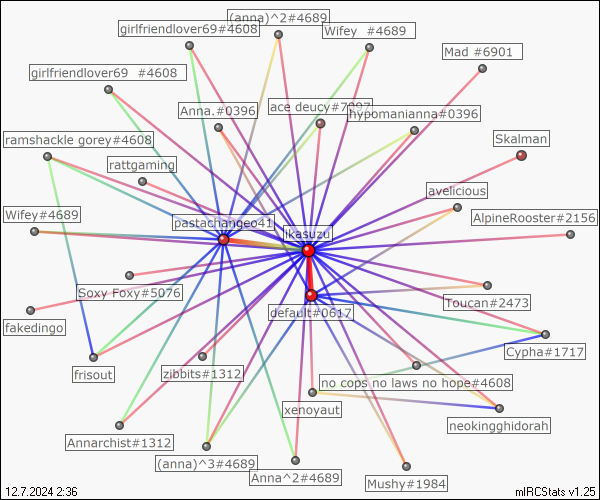 (anna)^2#4689
girlfriendlover69#4608
Wifey #4689
Mad #6901
girlfriendlover69 #4608
ace deucy#7
Anna.#0396
hypomanianna#0396
ramshackle gorey#4608
Skalman
rattgaming
avelicious
Wifey#4689
pastachangeo41
AlpineRooster#2156
ikasuzu
Soxy Foxy#5076
Toucan#2473
default#0617
fakedingo
Cypha#1717
frisout
zibbits#1312
no cops no laws no hope#4608
xenoyaut
neokingghidorah
Annarchist#1312
(anna)^3#4689
Anna^2#4689
Mushy#1984
12.7.2024 2:36
mIRCStats v1.25